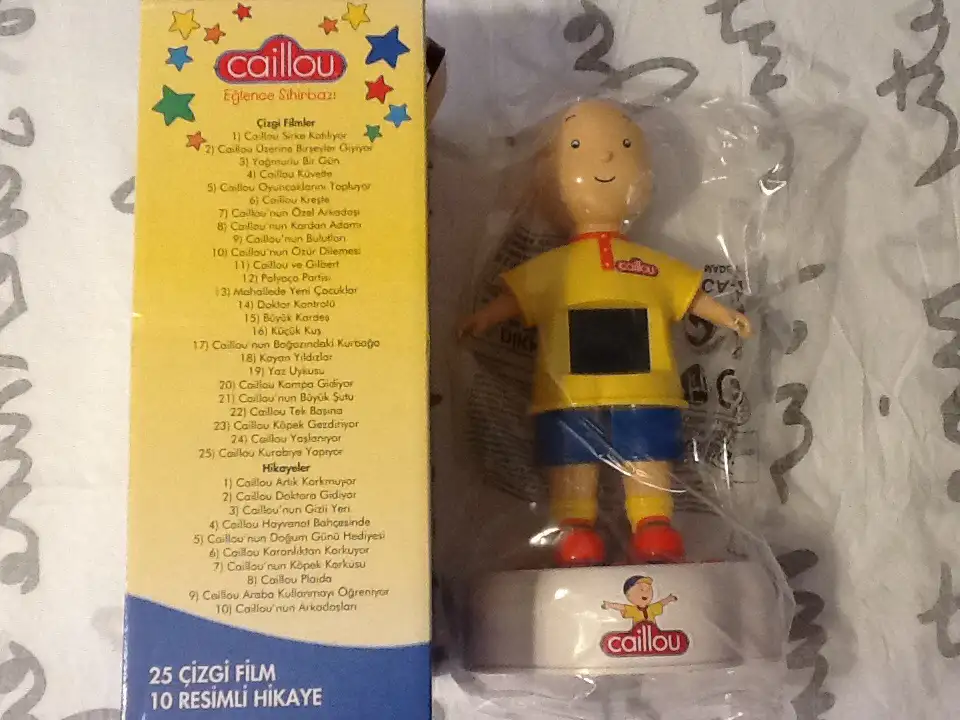 caillou
Eğlence Sihirbazı
Çizgi Filmler
1) Caillou Sirke Katılıyor
2) Caillou Üzerine Birşeyler Giyiyor
3) Yağmurlu Bir Gün
4) Caillou Küvette
5) Caillou Oyuncaklarını Topluyor
6) Caillou Kreşte
7) Caillou'nun Özel Arkadaşı
8) Caillou'nun Kardan Adamı
9) Caillou'nun Bulutları
10) Caillou'nun Özür Dilemesi
11) Caillou ve Gilbert
12) Palyaço Partisi
13) Mahallede Yeni Çocuklar
14) Doktor Kontrolü
15) Büyük Kardeş
16) Küçük Kuş
17) Caillou'nun Boğazındaki Kurbağa
18) Kayan Yıldızlar
19) Yaz Uykusu
20) Caillou Kampa Gidiyor
21) Caillou'nun Büyük Şutu
22) Caillou Tek Başına
23) Caillou Köpek Gezdiriyor
24) Caillou Yaşlanıyor
25) Caillou Kurabiye Yapıyor
Hikayeler
1) Caillou Artık Korkmuyor
2) Caillou Doktora Gidiyor
3) Caillou'nun Gizli Yeri
4) Caillou Hayvanat Bahçesinde
5) Caillou'nun Doğum Günü Hediyesi
6) Caillou Karanlıktan Korkuyor
7) Caillou'nun Köpek Korkusu
8) Caillou Plajda
9) Caillou Araba Kullanmayı Öğreniyor
10) Caillou'nun Arkadaşları
25 ÇİZGİ FİLM
10 RESİMLİ HİKAYE
caillou
MADE
caillou